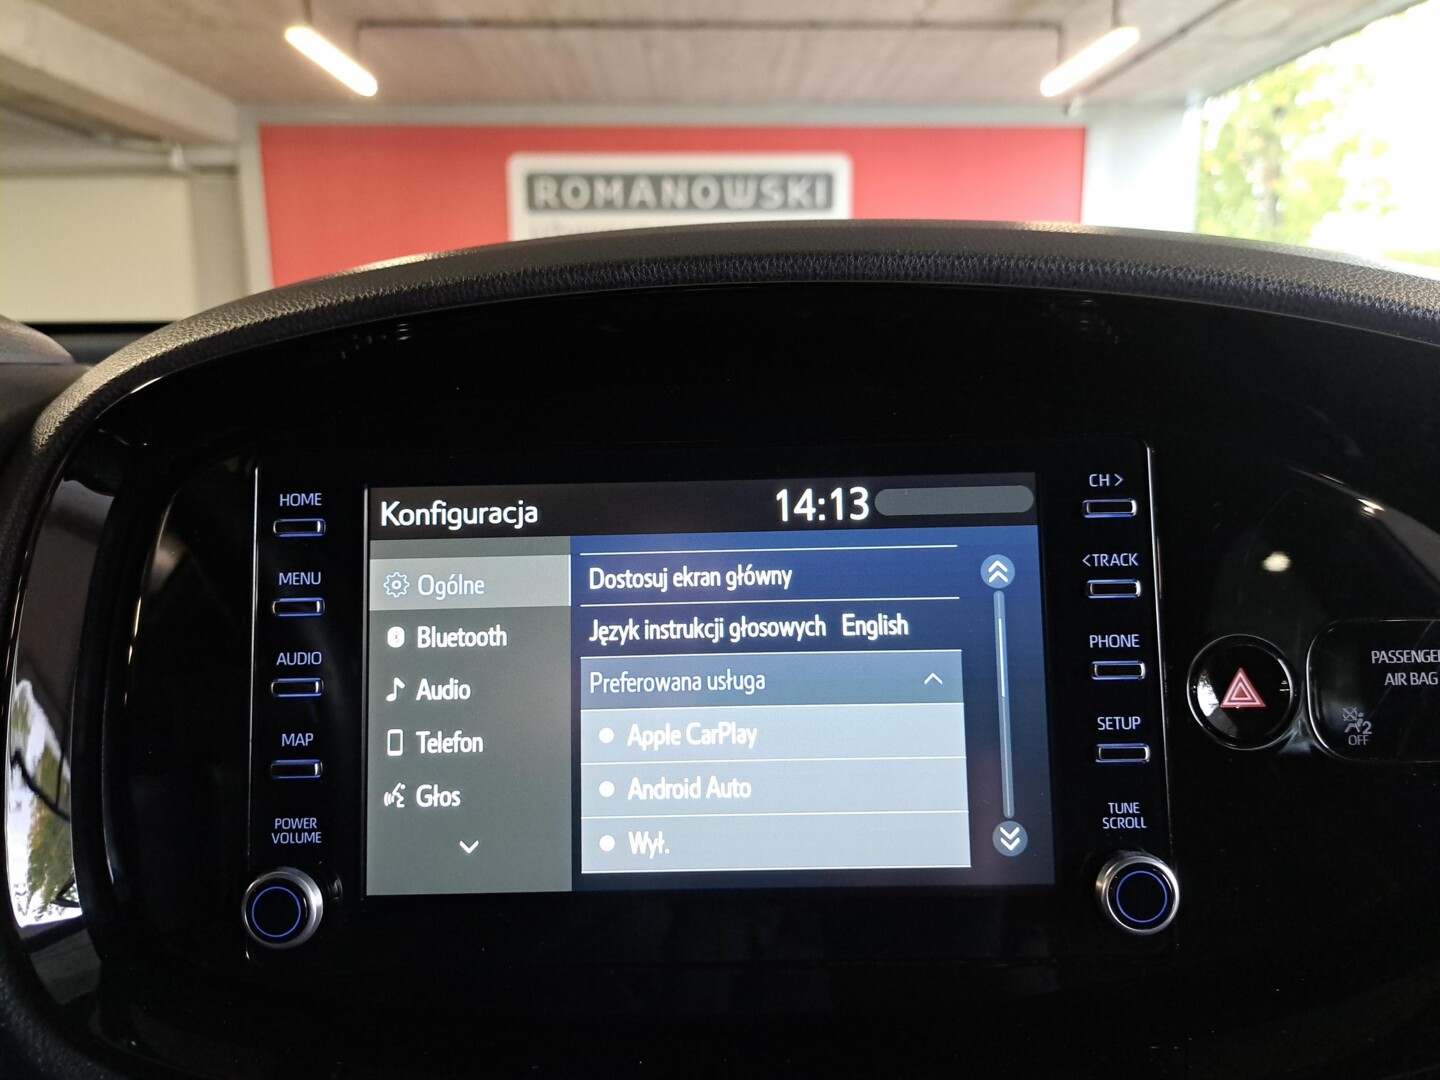 ROMANOWSKI
HOME
MENU
AUDIO
MAP
POWER
VOLUME
Konfiguracja
14:13
Ogólne
Bluetooth
Audio
Telefon
Głos
Dostosuj ekran główny
Język instrukcji głosowych English
Preferowana usługa
Apple CarPlay
Android Auto
Wył.
CH >
<TRACK
PHONE
SETUP
TUNE
SCROLL
PASSENGER
AIR BAG
2
OFF